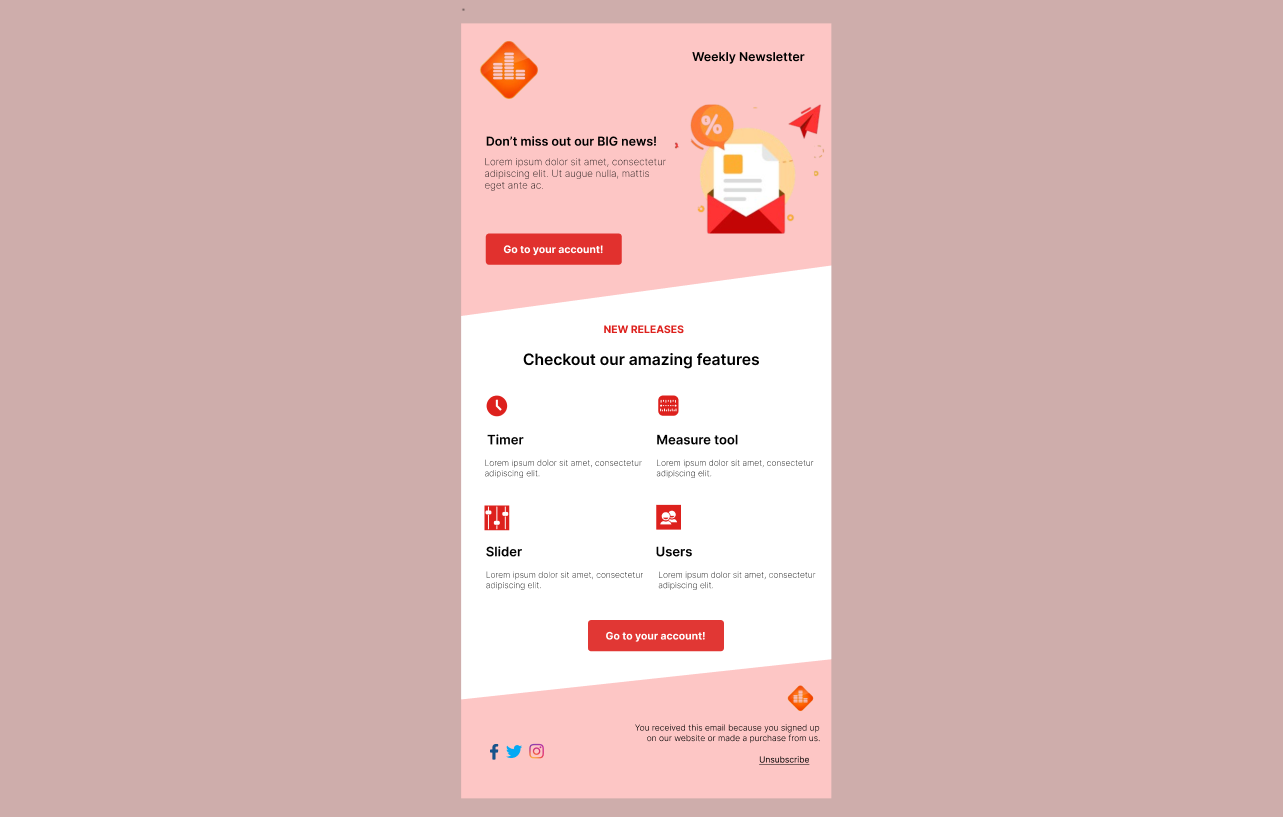 Weekly Newsletter
%
Don't miss out our BIG news!
Lorem ipsum dolor sit amet, consectetur
adipiscing elit. Ut augue nulla, mattis
eget ante ac.
Go to your account!
NEW RELEASES
Checkout our amazing features
Timer
Lorem ipsum dolor sit amet, consectetur
adipiscing elit.
Measure tool
Lorem ipsum dolor sit amet, consectetur
adipiscing elit.
Slider
Lorem ipsum dolor sit amet, consectetur
adipiscing elit.
Users
Lorem ipsum dolor sit amet, consectetur
adipiscing elit.
Go to your account!
You received this email because you signed up
on our website or made a purchase from us.
Unsubscribe